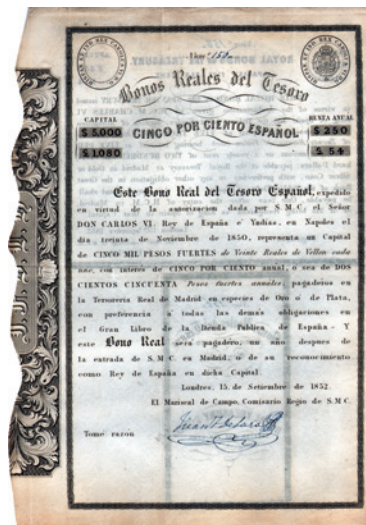 Bonos Reales del Tesoro
CAPITAL
RENTA ANUAL
$ 5,000
CINCO POR CIENTO ESPAÑOL
$ 250
$ 1,080
$ 54
Este Bono Real del Tesoro Español, expedido
en virtud de la autorizacion dada por S.M.C. el Señor
DON CARLOS VI. Rey de España é Yndias, en Napoles el
dia treinta de Noviembre de 1850, representa un Capital
de CINCO MIL PESOS FUERTES de Veinte Reales de Vellon cada
uno, con interés de CINCO POR CIENTO anual, o sea de DOS
CIENTOS CINCUENTA Pesos fuertes anuales, pagaderos en
la Tesoreria Real de Madrid en especies de Oro o de Plata,
con preferencia a todas las demás obligaciones en
el Gran Libro de la Deuda Publica de España - Y
este Bono Real será pagadero, un año despues de
la entrada de S.M.C. en Madrid, o de su reconocimiento
como Rey de España en dicha Capital.
Londres, 15. de Setiembre de 1852.
El Mariscal de Campo, Comisario Regio de S.M.C.
Tomé razón